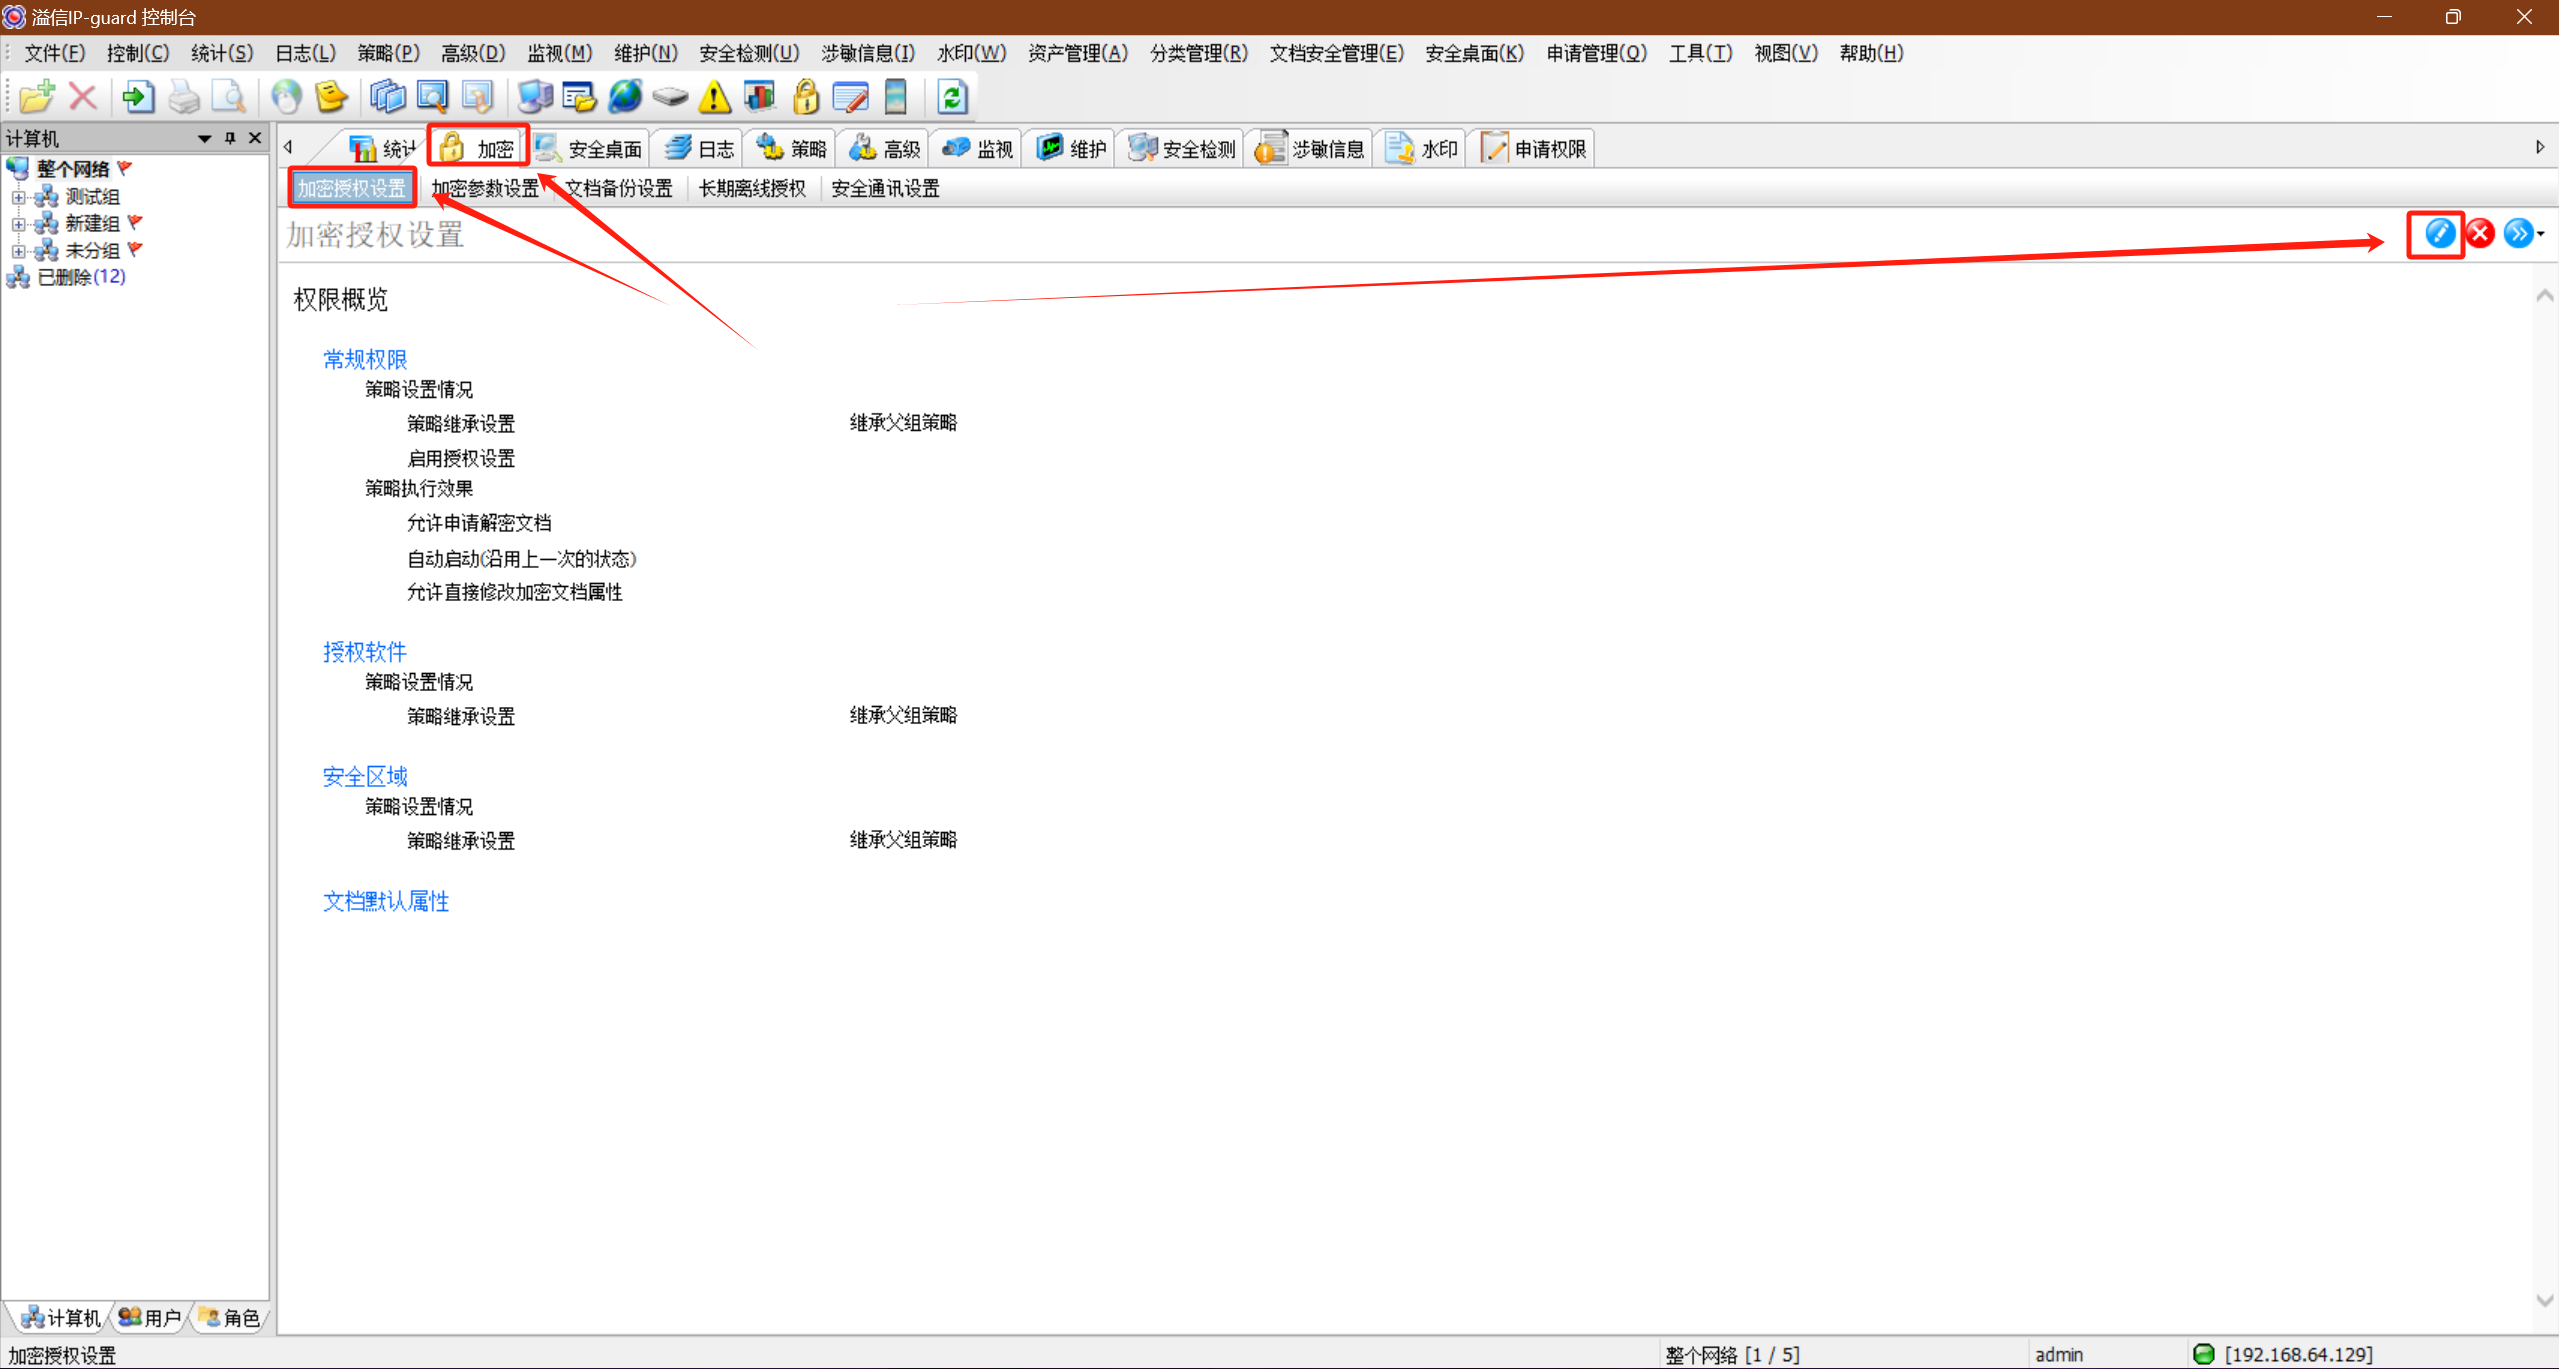 溢信IP-guard 控制台
文件(F) 控制(C) 统计(S) 日志(L) 策略(P) 高级(D) 监视(M) 维护(N) 安全检测(U) 涉敏信息(I) 水印(W) 资产管理(A) 分类管理(R) 文档安全管理(E) 安全桌面(K) 申请管理(Q) 工具(T) 视图(V) 帮助(H)
计算机
整个网络
测试组
新建组
未分组
已删除(12)
统计 加密 安全桌面 日志 策略 高级 监视 维护 安全检测 涉敏信息 水印 申请权限
加密授权设置 加密参数设置 文档备份设置 长期离线授权 安全通讯设置
加密授权设置
权限概览
常规权限
策略设置情况
策略继承设置 继承父组策略
启用授权设置
策略执行效果
允许申请解密文档
自动启动(沿用上一次的状态)
允许直接修改加密文档属性
授权软件
策略设置情况
策略继承设置 继承父组策略
安全区域
策略设置情况
策略继承设置 继承父组策略
文档默认属性
计算机 用户 角色
加密授权设置 整个网络 [1 / 5] admin [192.168.64.129]